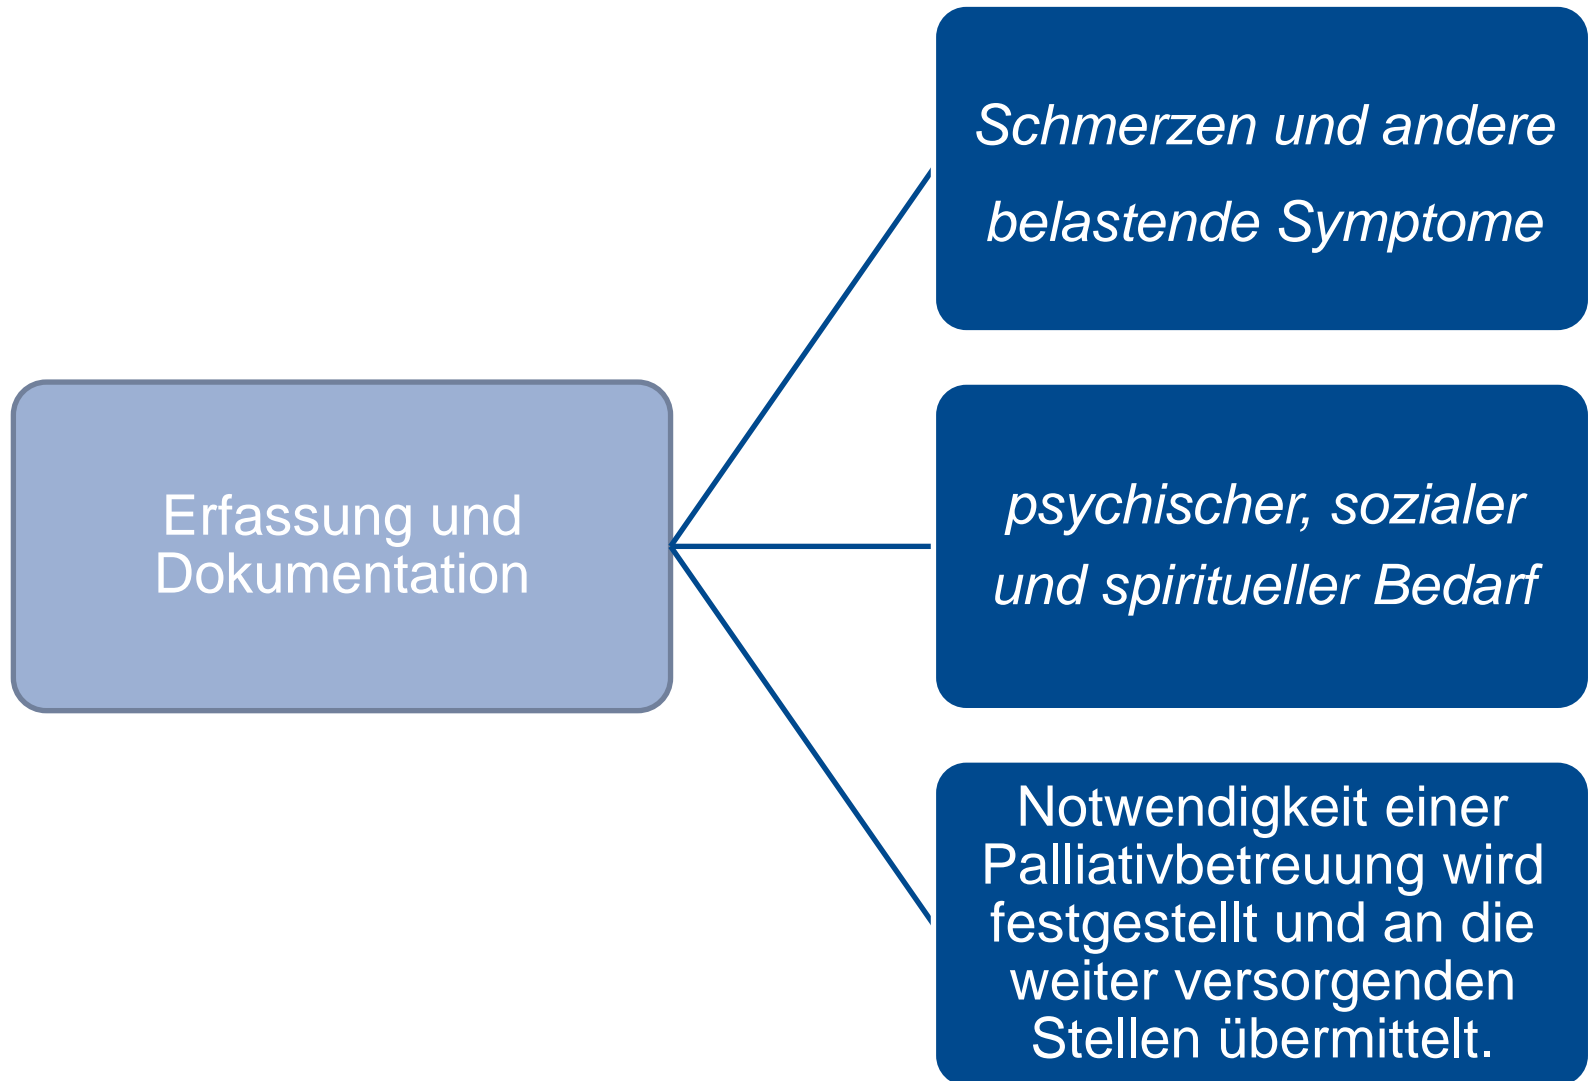 Schmerzen und andere
belastende Symptome
Erfassung und
Dokumentation
psychischer, sozialer
und spiritueller Bedarf
Notwendigkeit einer
Palliativbetreuung wird
festgestellt und an die
weiter versorgenden
Stellen übermittelt.